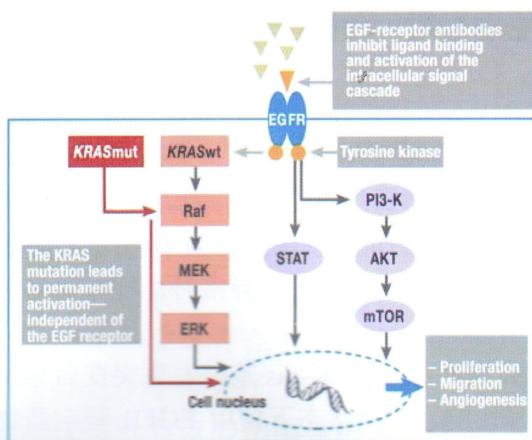 EGF-receptor antibodies
inhibit ligand binding
and activation of the
intracellular signal
cascade
EGFR
KRASmut
KRASwt
Tyrosine kinase
Raf
PI3-K
The KRAS
mutation leads
to permanent
activation—
independent of
the EGF receptor
MEK
STAT
AKT
ERK
mTOR
Cell nucleus
– Proliferation
– Migration
– Angiogenesis